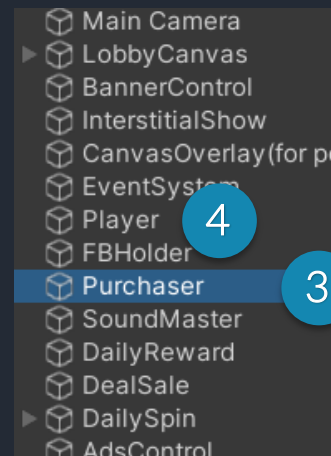 Main Camera
LobbyCanvas
BannerControl
InterstitialShow
CanvasOverlay(for p
EventSystem
Player
4
FBHolder
Purchaser
3
SoundMaster
DailyReward
DealSale
DailySpin
AdsControl